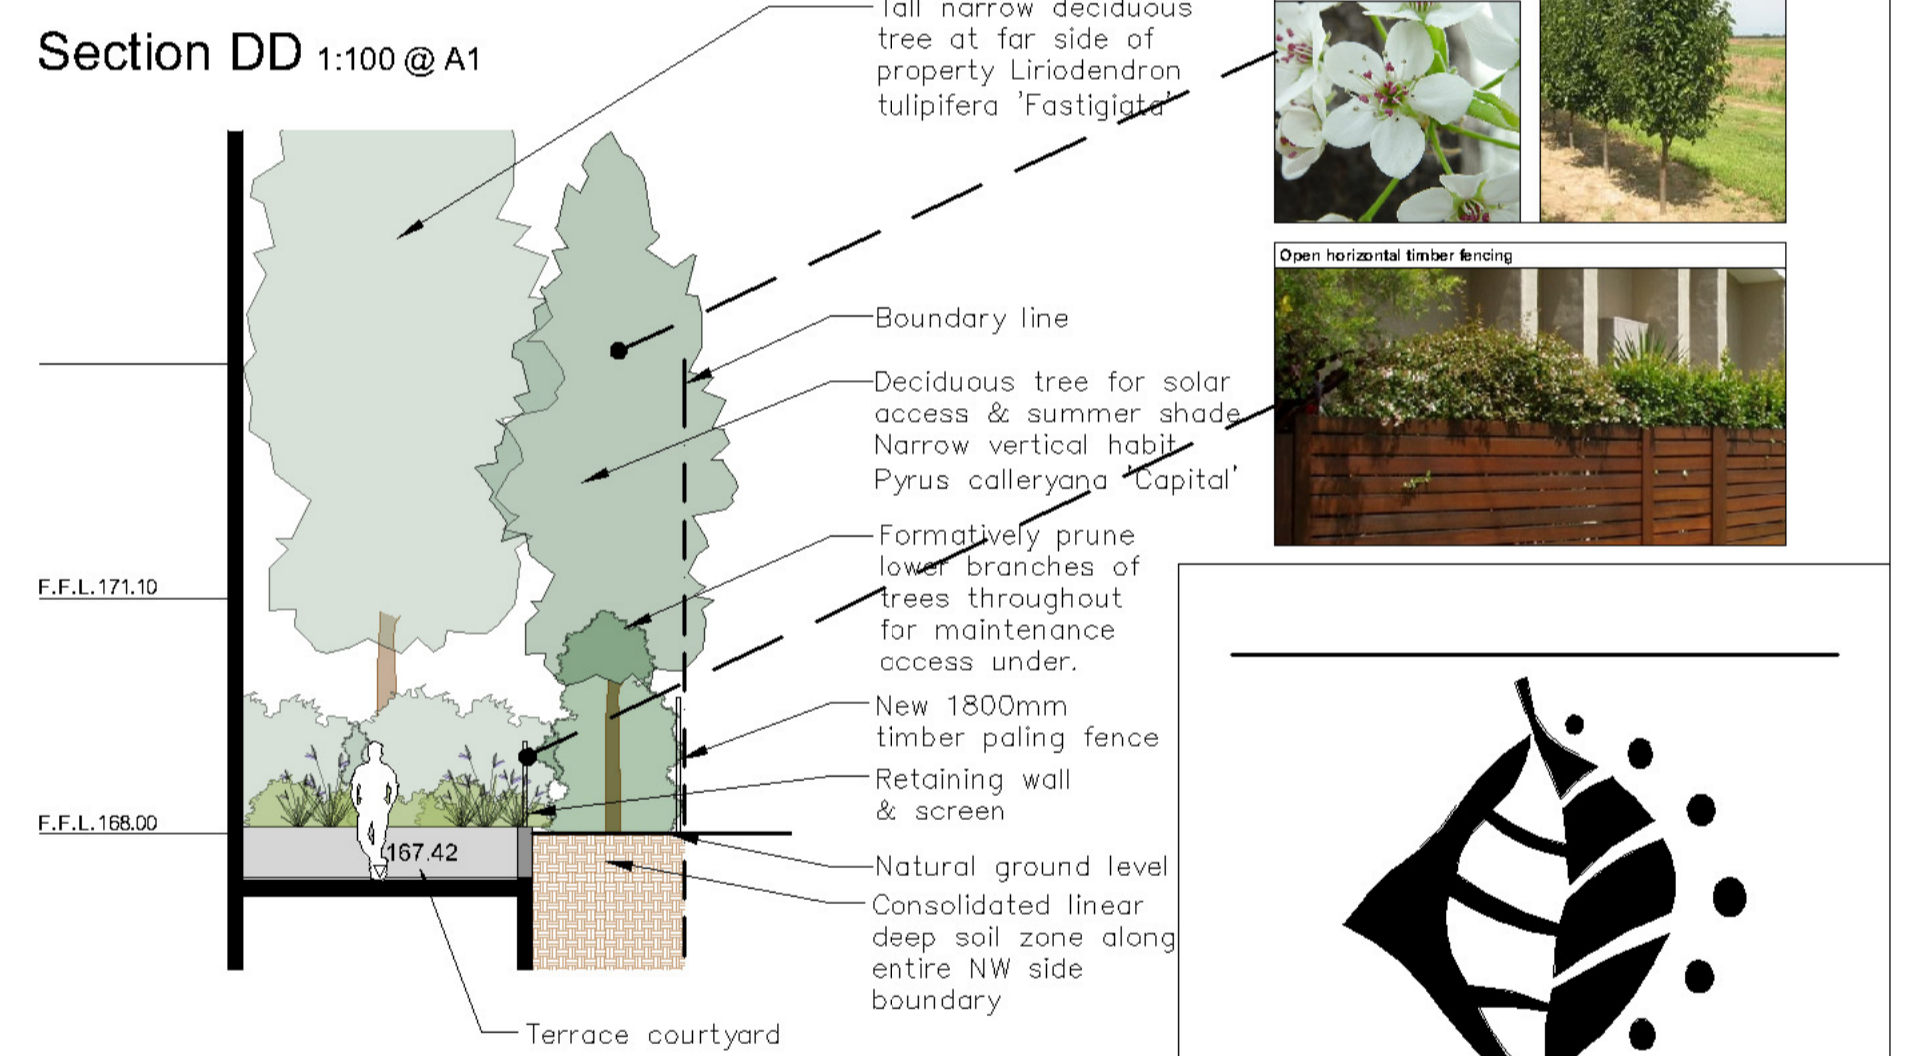 Section DD 1:100 @ A1
Tall narrow deciduous
tree at far side of
property Liriodendron
tulipifera 'Fastigiata'
Open horizontal timber fencing
Boundary line
Deciduous tree for solar
access & summer shade
Narrow vertical habit
Pyrus calleryana 'Capital'
Formatively prune
lower branches of
trees throughout
for maintenance
access under.
F.F.L.171.10
New 1800mm
timber paling fence
Retaining wall
& screen
F.F.L.168.00
167.42
Natural ground level
Consolidated linear
deep soil zone along
entire NW side
boundary
Terrace courtyard